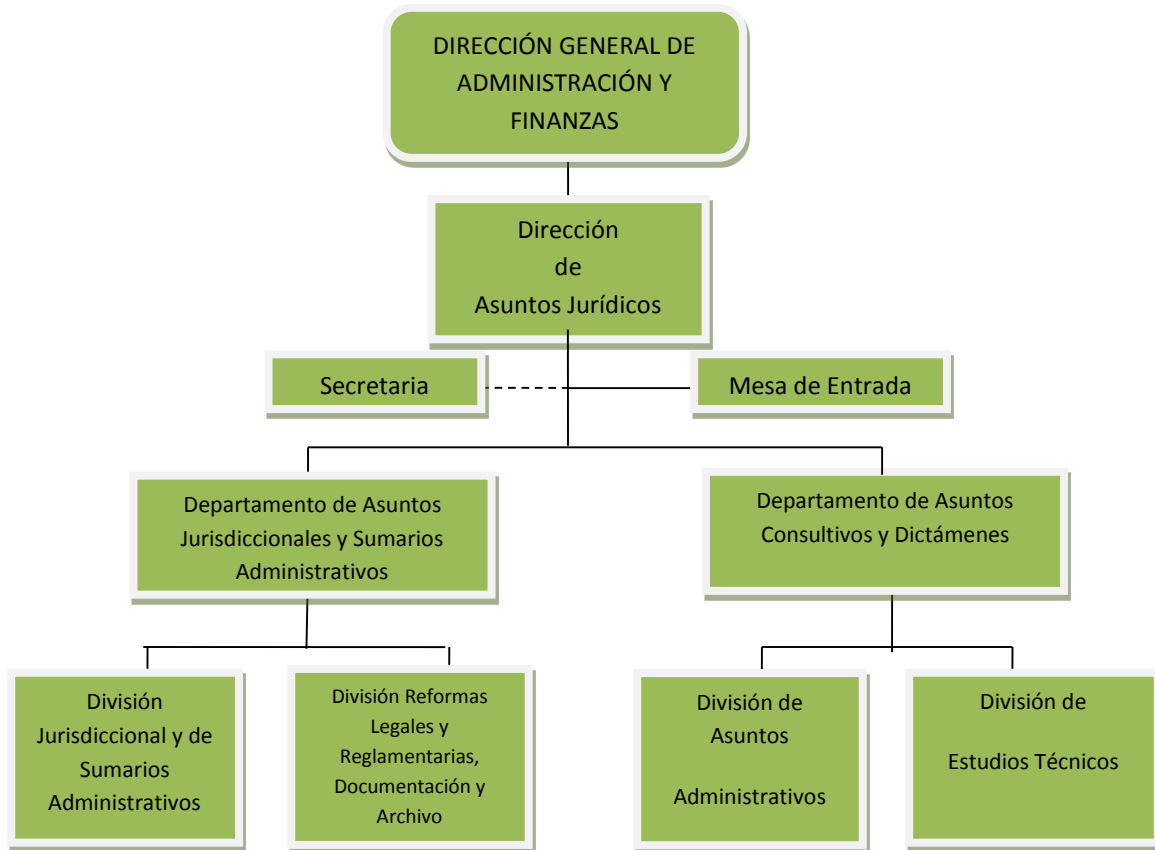 DIRECCIÓN GENERAL DE
ADMINISTRACIÓN Y
FINANZAS
Dirección
de
Asuntos Jurídicos
Secretaria
Mesa de Entrada
Departamento de Asuntos
Jurisdiccionales y Sumarios
Administrativos
Departamento de Asuntos
Consultivos y Dictámenes
División
Jurisdiccional y de
Sumarios
Administrativos
División Reformas
Legales y
Reglamentarias,
Documentación y
Archivo
División de
Asuntos
Administrativos
División de
Estudios Técnicos